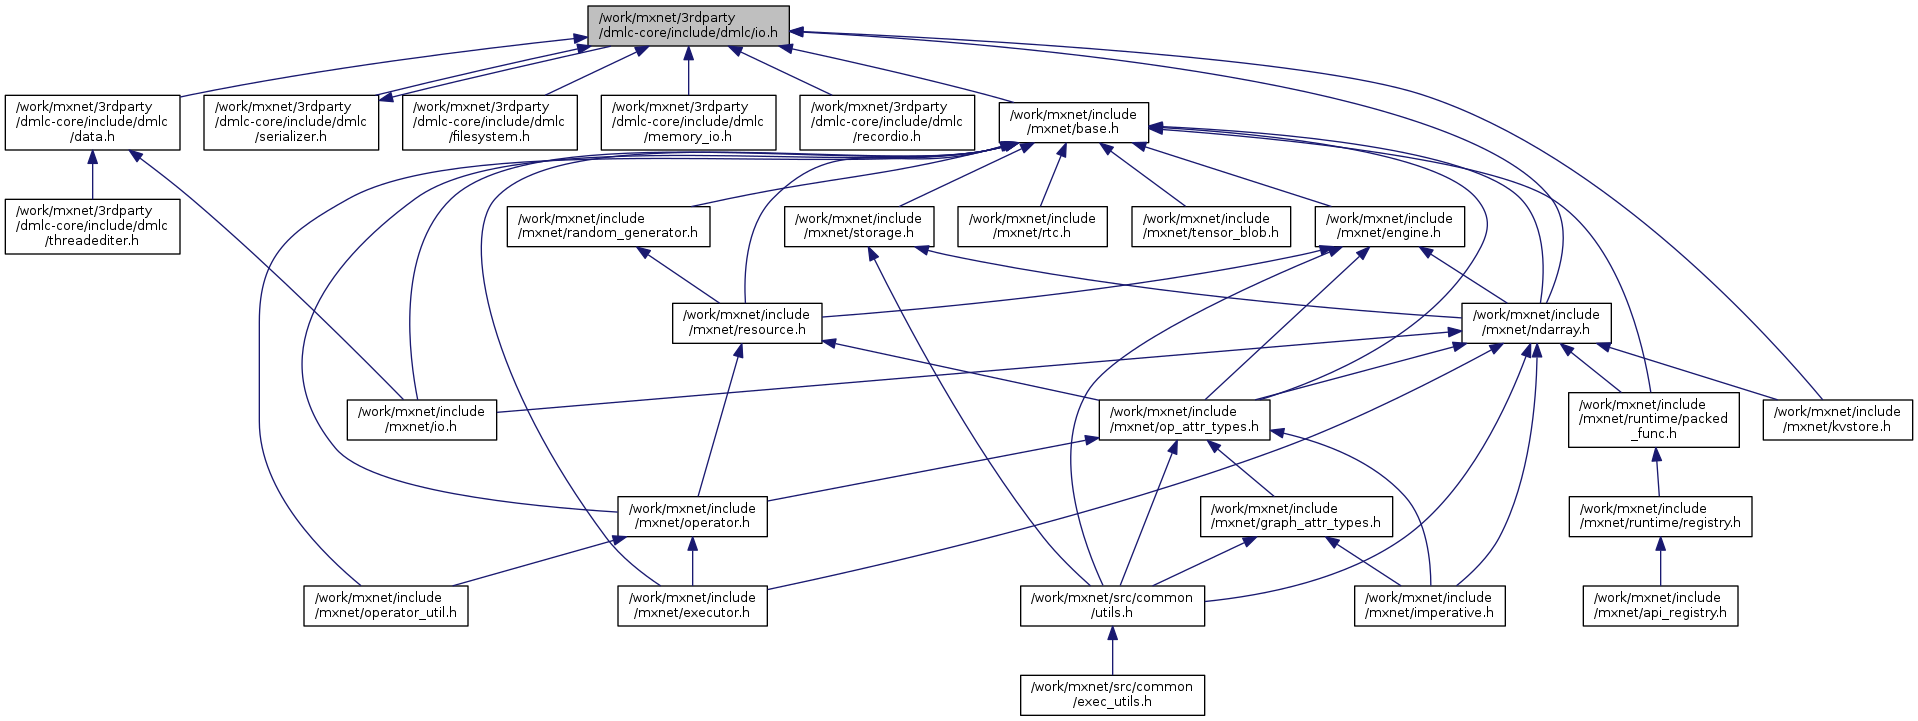 /work/mxnet/3rdparty
/dmlc-core/include/dmlc/io.h
/work/mxnet/3rdparty
/dmlc-core/include/dmlc
/data.h
/work/mxnet/3rdparty
/dmlc-core/include/dmlc
/serializer.h
/work/mxnet/3rdparty
/dmlc-core/include/dmlc
/filesystem.h
/work/mxnet/3rdparty
/dmlc-core/include/dmlc
/memory_io.h
/work/mxnet/3rdparty
/dmlc-core/include/dmlc
/recordio.h
/work/mxnet/include
/mxnet/base.h
/work/mxnet/3rdparty
/dmlc-core/include/dmlc
/threadediter.h
/work/mxnet/include
/mxnet/random_generator.h
/work/mxnet/include
/mxnet/storage.h
/work/mxnet/include
/mxnet/rtc.h
/work/mxnet/include
/mxnet/tensor_blob.h
/work/mxnet/include
/mxnet/engine.h
/work/mxnet/include
/mxnet/resource.h
/work/mxnet/include
/mxnet/ndarray.h
/work/mxnet/include
/mxnet/io.h
/work/mxnet/include
/mxnet/op_attr_types.h
/work/mxnet/include
/mxnet/runtime/packed
_func.h
/work/mxnet/include
/mxnet/kvstore.h
/work/mxnet/include
/mxnet/operator.h
/work/mxnet/include
/mxnet/graph_attr_types.h
/work/mxnet/include
/mxnet/runtime/registry.h
/work/mxnet/include
/mxnet/operator_util.h
/work/mxnet/include
/mxnet/executor.h
/work/mxnet/src/common
/utils.h
/work/mxnet/include
/mxnet/imperative.h
/work/mxnet/include
/mxnet/api_registry.h
/work/mxnet/src/common
/exec_utils.h